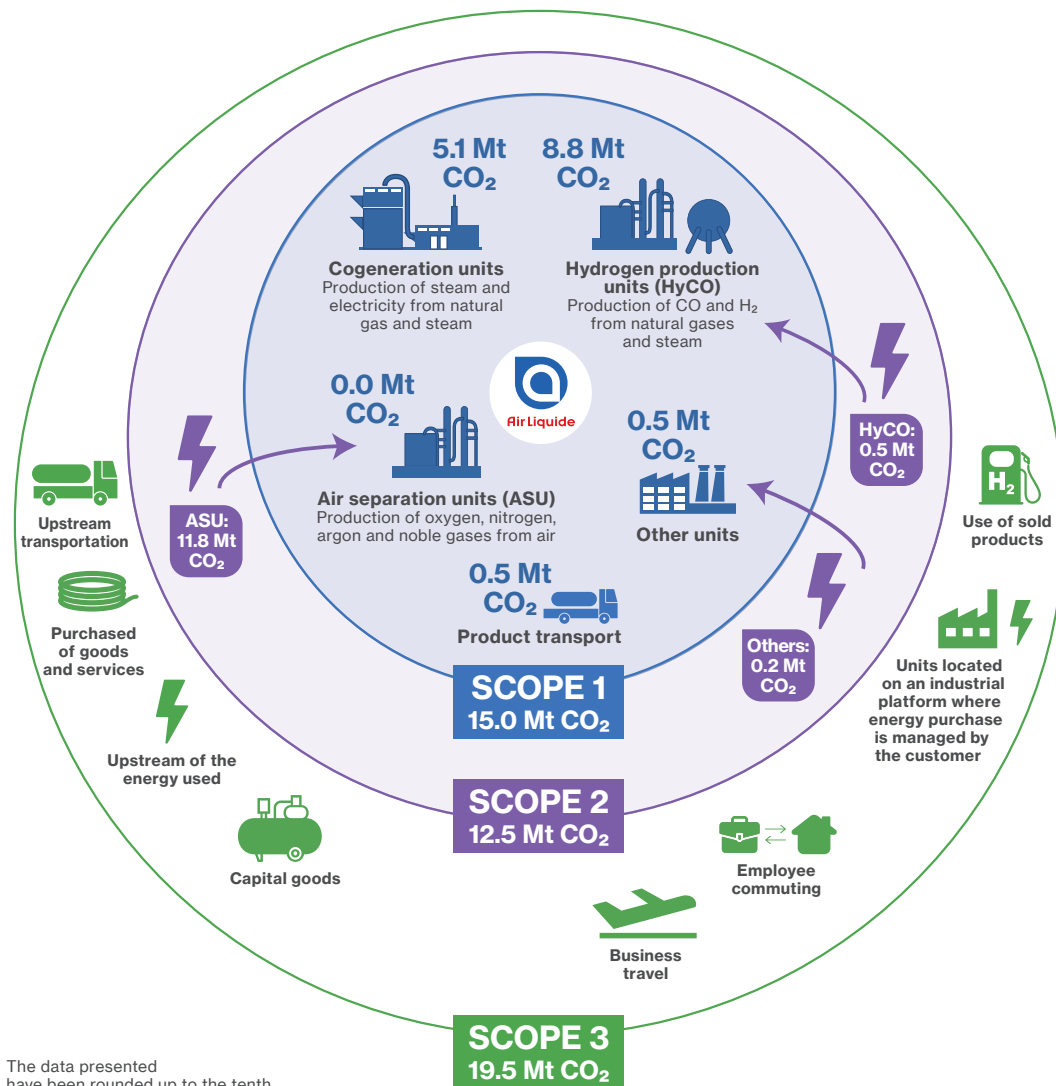 5.1 Mt
CO₂
8.8 Mt
CO₂
Cogeneration units
Production of steam and
electricity from natural
gas and steam
Hydrogen production
units (HyCO)
Production of CO and H₂
from natural gases
and steam
0.0 Mt
CO₂
Air Liquide
0.5 Mt
CO₂
HyCO:
0.5 Mt
CO₂
Air separation units (ASU)
Production of oxygen, nitrogen,
argon and noble gases from air
Other units
ASU:
11.8 Mt
CO₂
Upstream
transportation
H₂
Use of sold
products
0.5 Mt
CO₂
Product transport
Purchased
of goods
and services
Others:
0.2 Mt
CO₂
Units located
on an industrial
platform where
energy purchase
is managed by
the customer
SCOPE 1
15.0 Mt CO₂
Upstream of the
energy used
SCOPE 2
12.5 Mt CO₂
Capital goods
Employee
commuting
Business
travel
SCOPE 3
19.5 Mt CO₂
The data presented
have been rounded up to the tenth